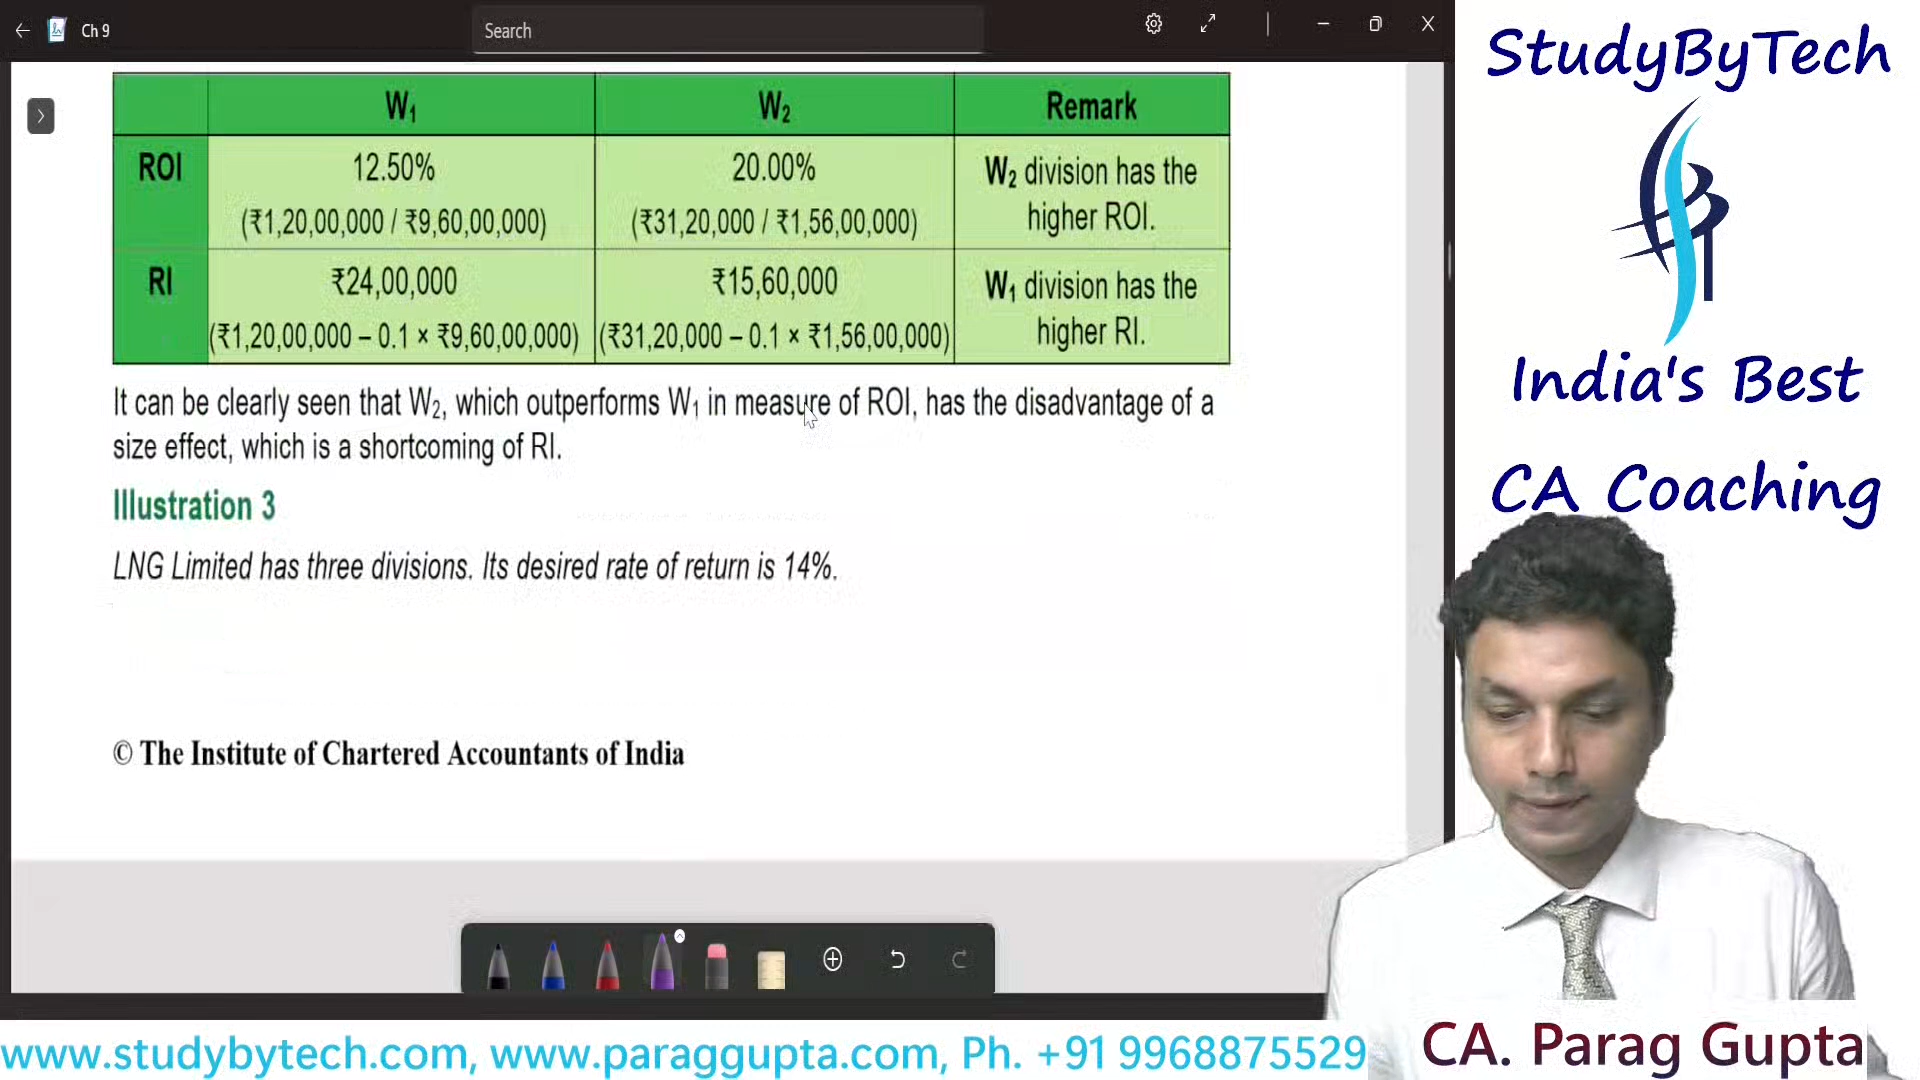 Ch 9
Search
W₁ W₂ Remark
ROI 12.50% 20.00% W₂ division has the
(₹1,20,00,000 / ₹9,60,00,000) (₹31,20,000 / ₹1,56,00,000) higher ROI.
RI ₹24,00,000 ₹15,60,000 W₁ division has the
(₹1,20,00,000 – 0.1 × ₹9,60,00,000) (₹31,20,000 – 0.1 × ₹1,56,00,000) higher RI.
It can be clearly seen that W₂, which outperforms W₁ in measure of ROI, has the disadvantage of a
size effect, which is a shortcoming of RI.
Illustration 3
LNG Limited has three divisions. Its desired rate of return is 14%.
© The Institute of Chartered Accountants of India
StudyByTech
India's Best
CA Coaching
www.studybytech.com, www.paraggupta.com, Ph. +91 9968875529
CA. Parag Gupta